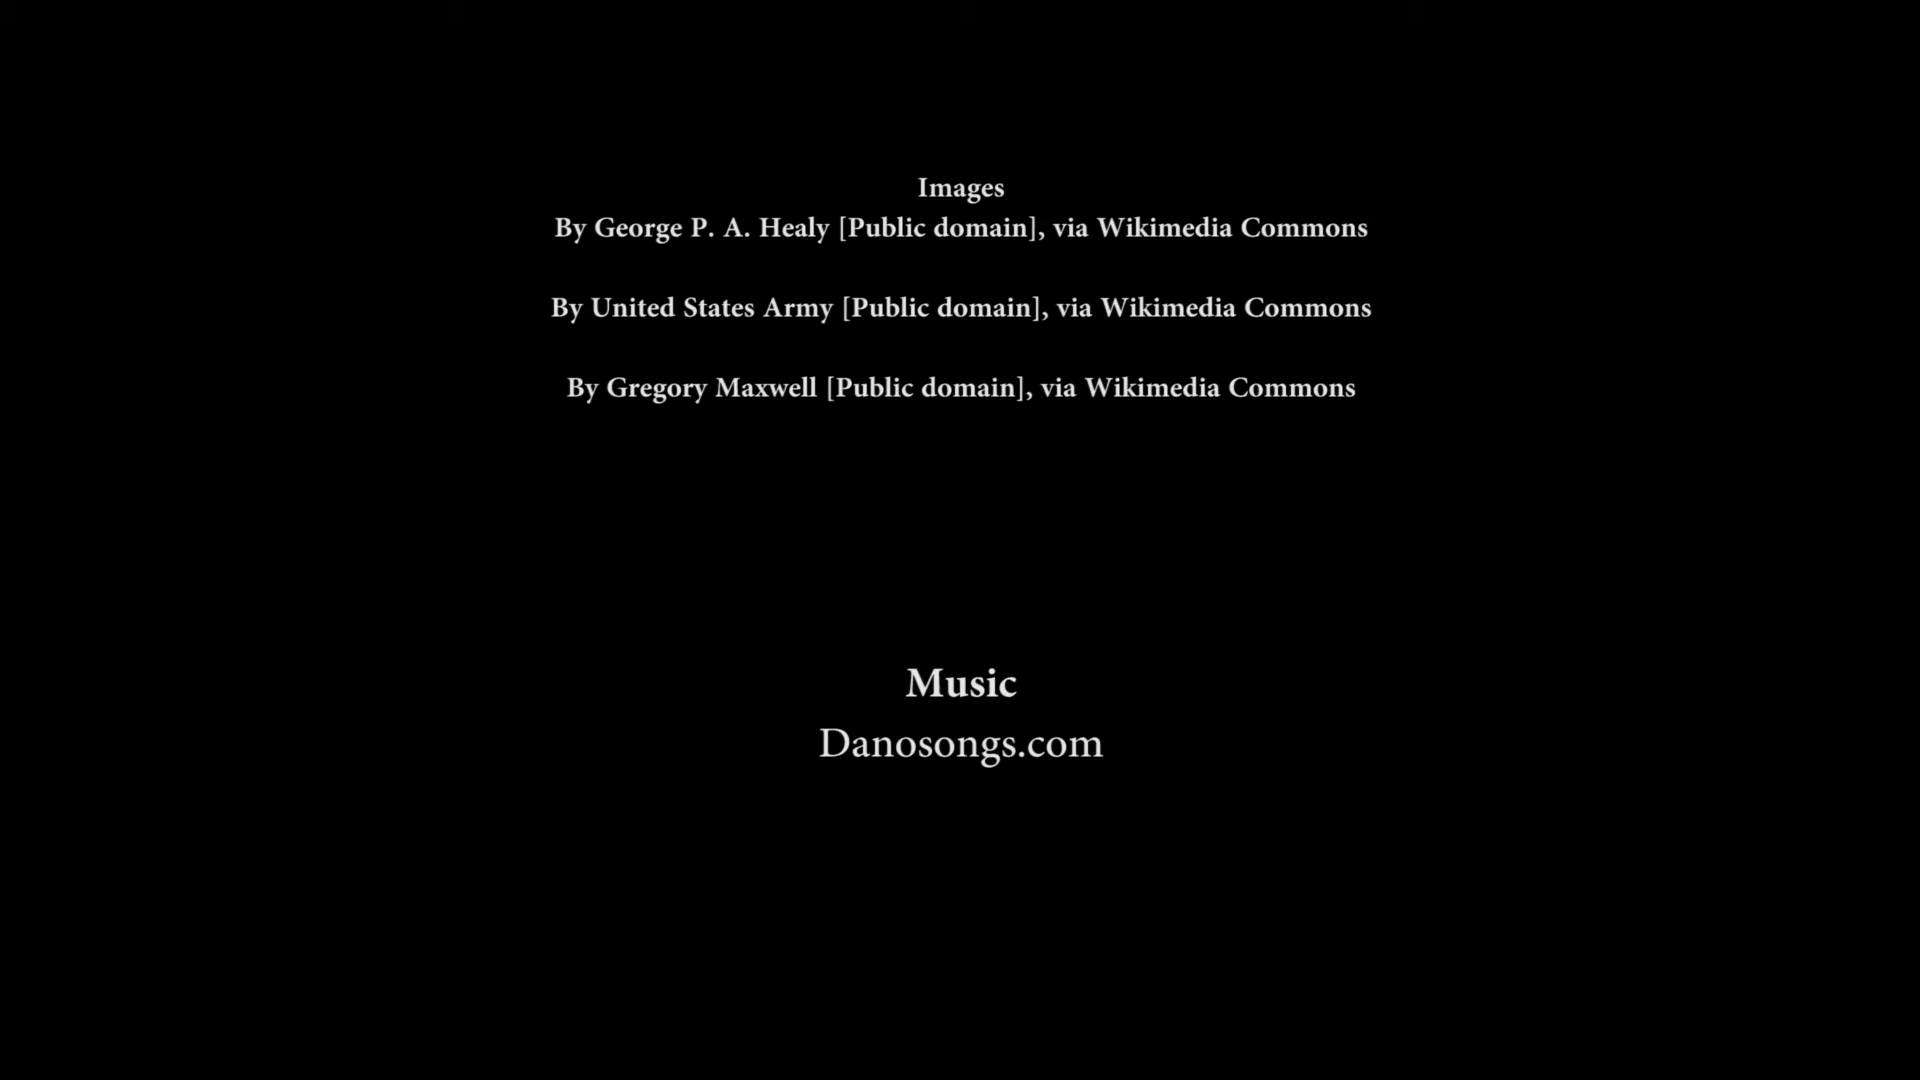 Images
By George P. A. Healy [Public domain], via Wikimedia Commons
By United States Army [Public domain], via Wikimedia Commons
By Gregory Maxwell [Public domain], via Wikimedia Commons
Music
Danosongs.com